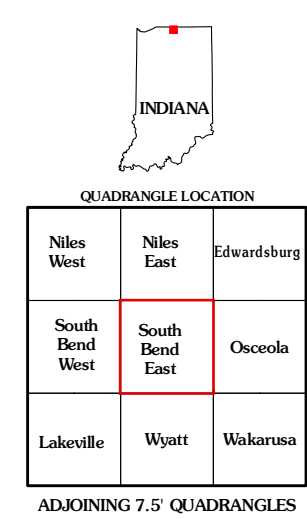 INDIANA
QUADRANGLE LOCATION
Niles
West
Niles
East
Edwardsburg
South
Bend
West
South
Bend
East
Osceola
Lakeville
Wyatt
Wakarusa
ADJOINING 7.5' QUADRANGLES